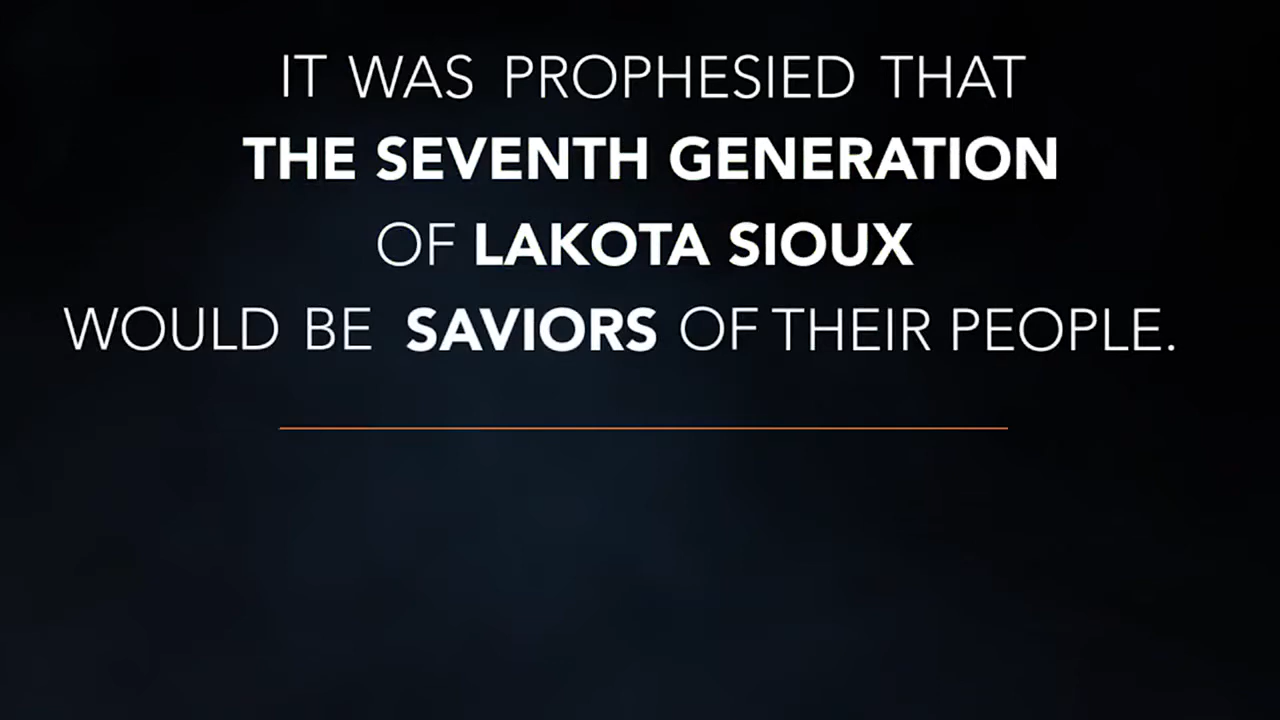 IT WAS PROPHESIED THAT
THE SEVENTH GENERATION
OF LAKOTA SIOUX
WOULD BE SAVIORS OF THEIR PEOPLE.